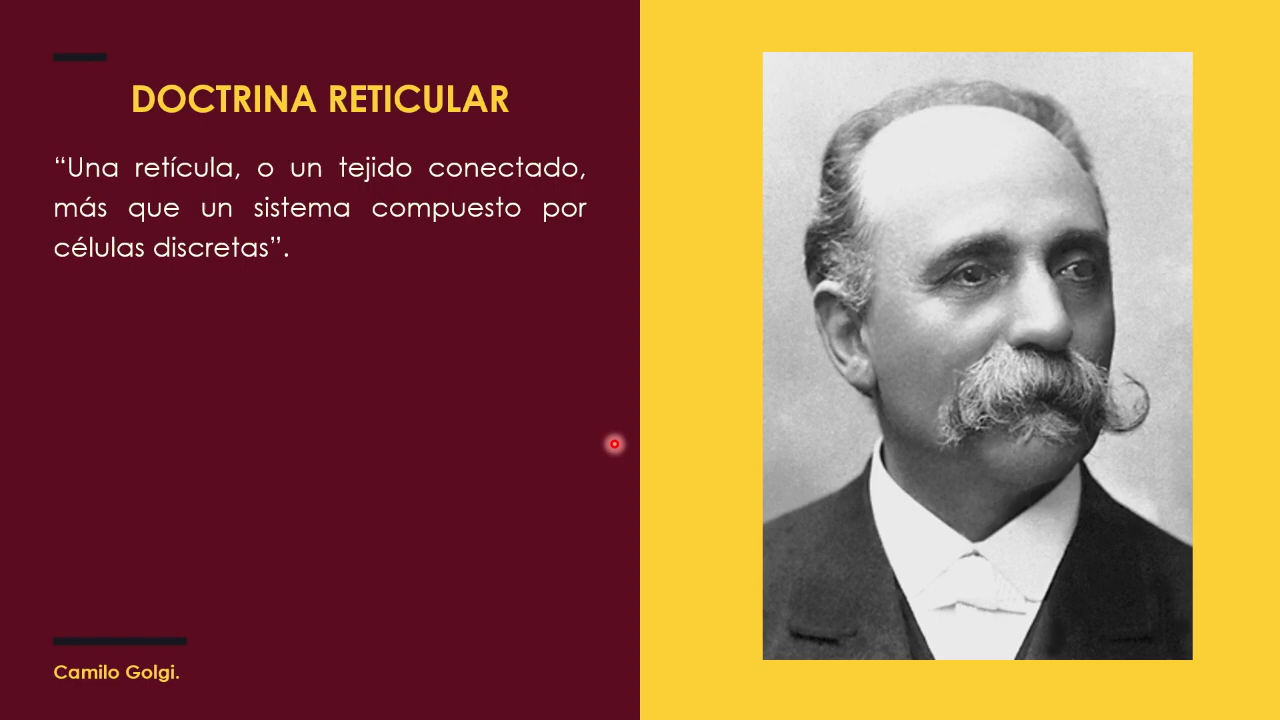 DOCTRINA RETICULAR
“Una retícula, o un tejido conectado,
más que un sistema compuesto por
células discretas”.
Camilo Golgi.